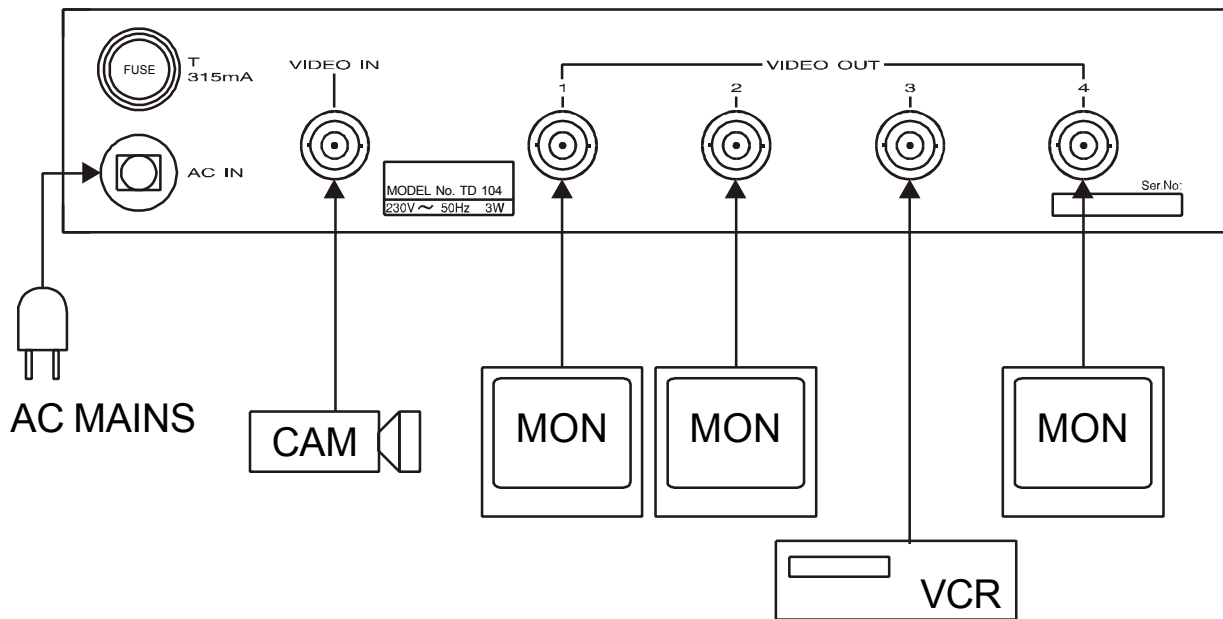 FUSE
T
315mA
VIDEO IN
VIDEO OUT
1
2
3
4
AC IN
MODEL No. TD 104
230V ~ 50Hz 3W
Ser.No:
AC MAINS
CAM
MON
MON
MON
VCR